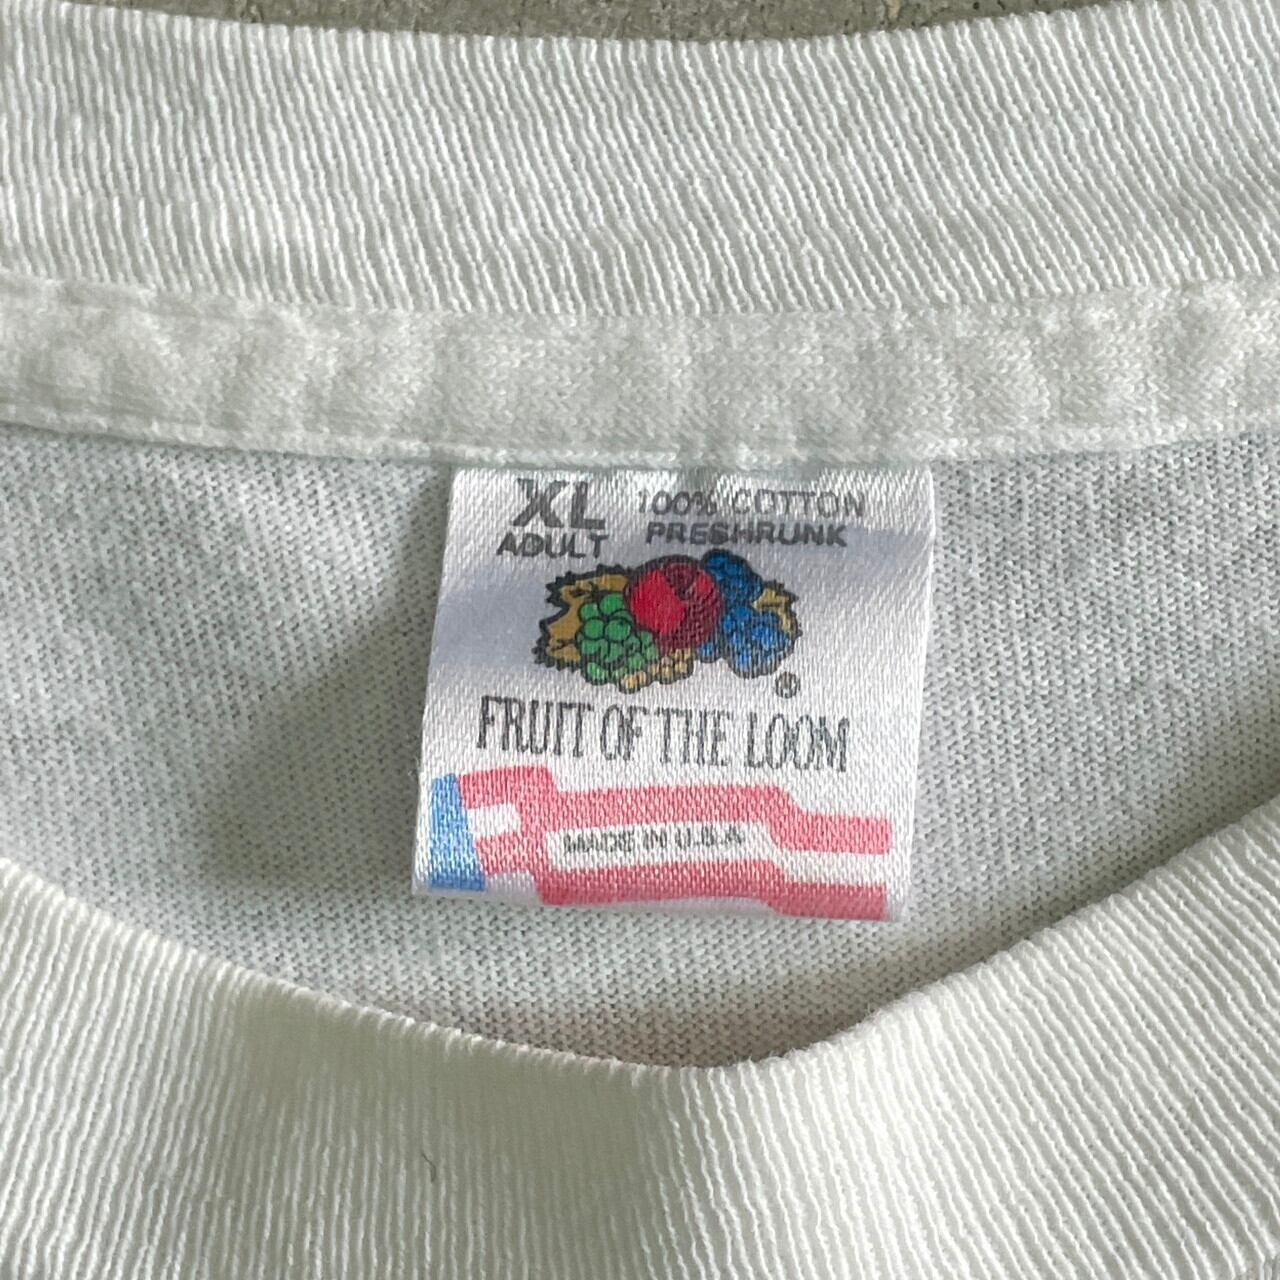 XL 100% COTTON
ADULT PRESHRUNK
®
FRUIT OF THE LOOM
MADE IN U.S.A.